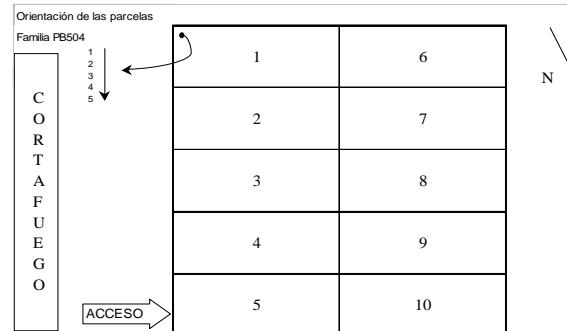 Orientación de las parcelas
Familia PB504
1
2
3
4
5
CORTAFUEGO
1 6
2 7
3 8
4 9
5 10
N
ACCESO